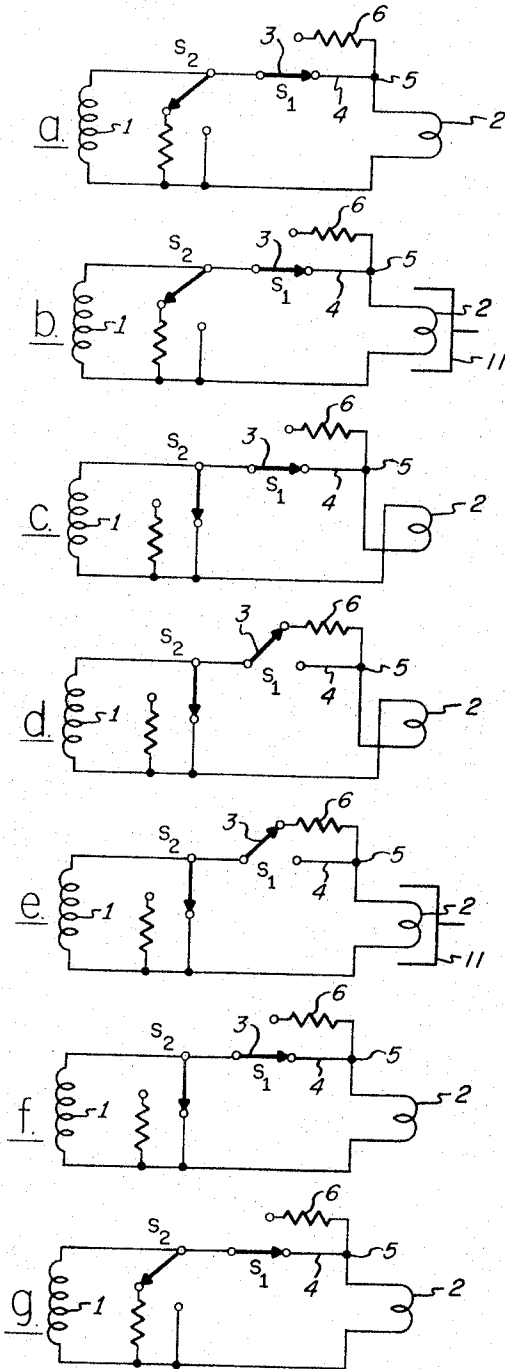 a. 1 S2 3 S1 4 6 5 2
b. 1 S2 3 S1 4 6 5 2 11
c. 1 S2 3 S1 4 6 5 2
d. 1 S2 3 S1 4 6 5 2
e. 1 S2 3 S1 4 6 5 2 11
f. 1 S2 3 S1 4 6 5 2
g. 1 S2 S1 4 6 5 2